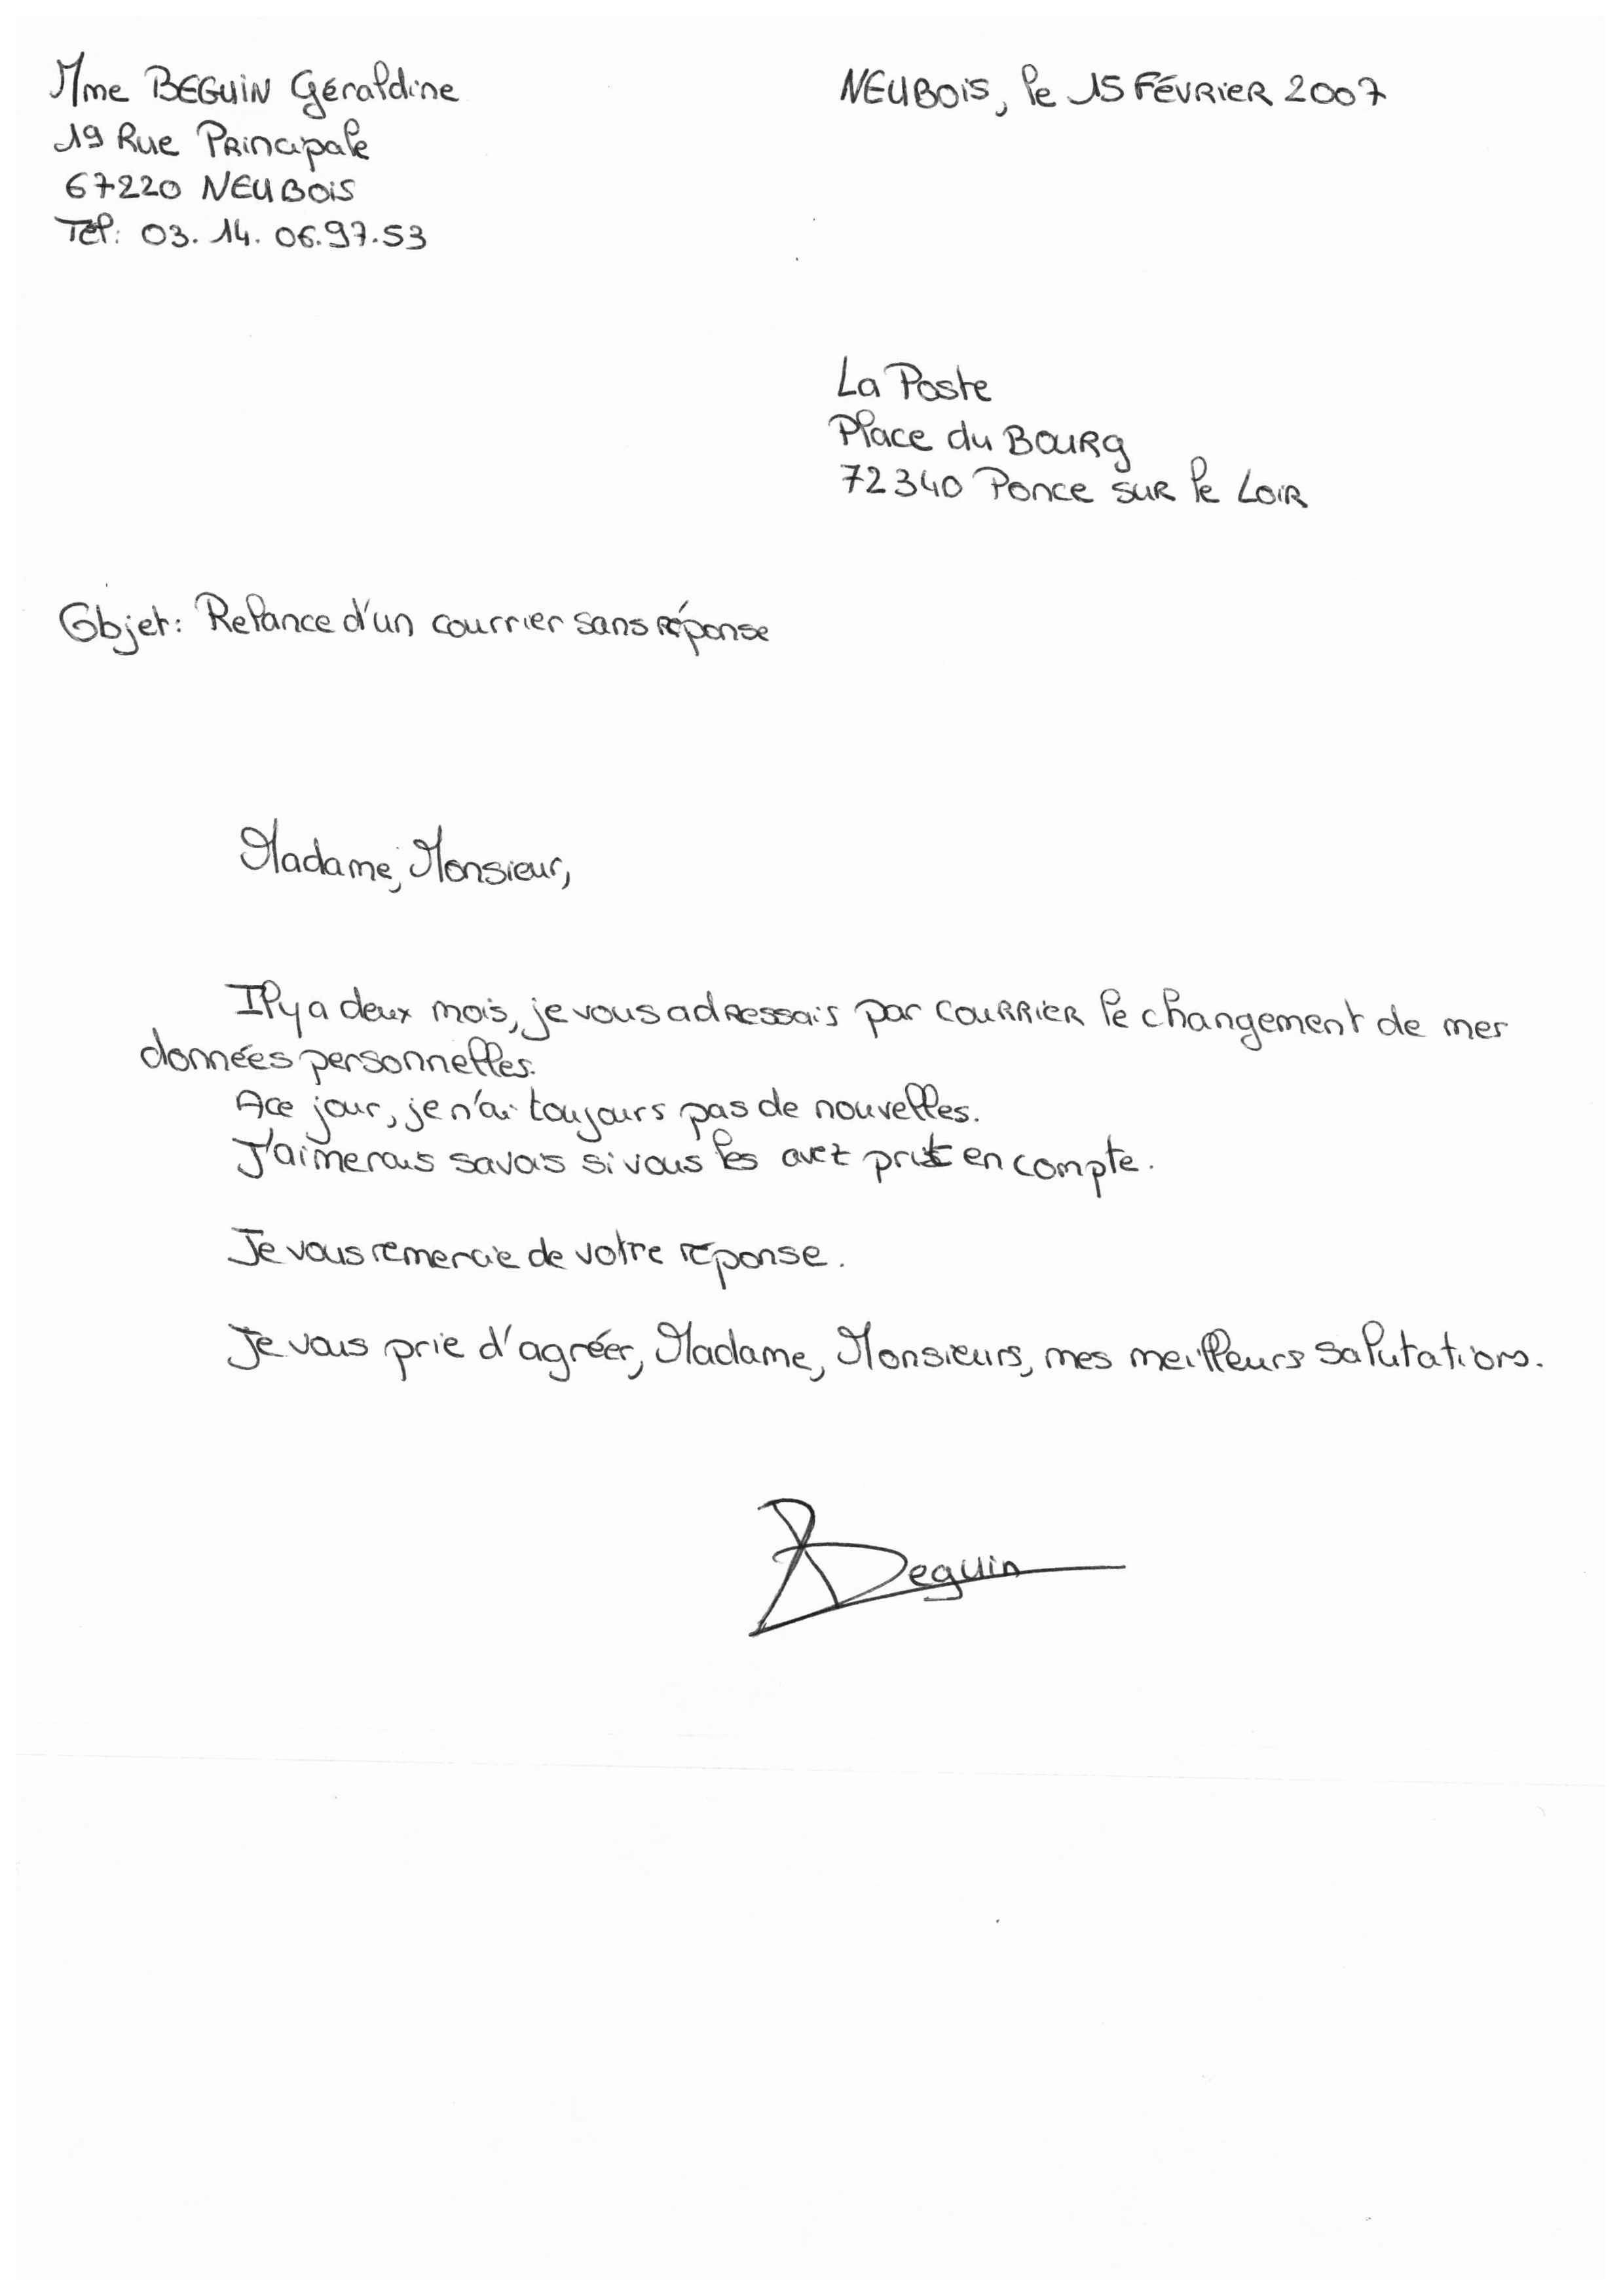 Mme BEGUIN Géraldine
NEUBOIS, le 15 Février 2007
19 Rue Principale
67220 NEUBOIS
Tel: 03. 14. 06.97.53
La Poste
Place du Bourg
72340 Ponce sur le Loir
Objet: Relance d'un courrier sans réponse
Madame, Monsieur,
Il y a deux mois, je vous adressais par courrier le changement de mes
données personnelles.
A ce jour, je n'ai toujours pas de nouvelles.
J'aimerais savois si vous les avez pris en compte.
Je vous remercie de votre réponse.
Je vous prie d'agréer, Madame, Monsieurs, mes meilleurs salutations.
Beguin